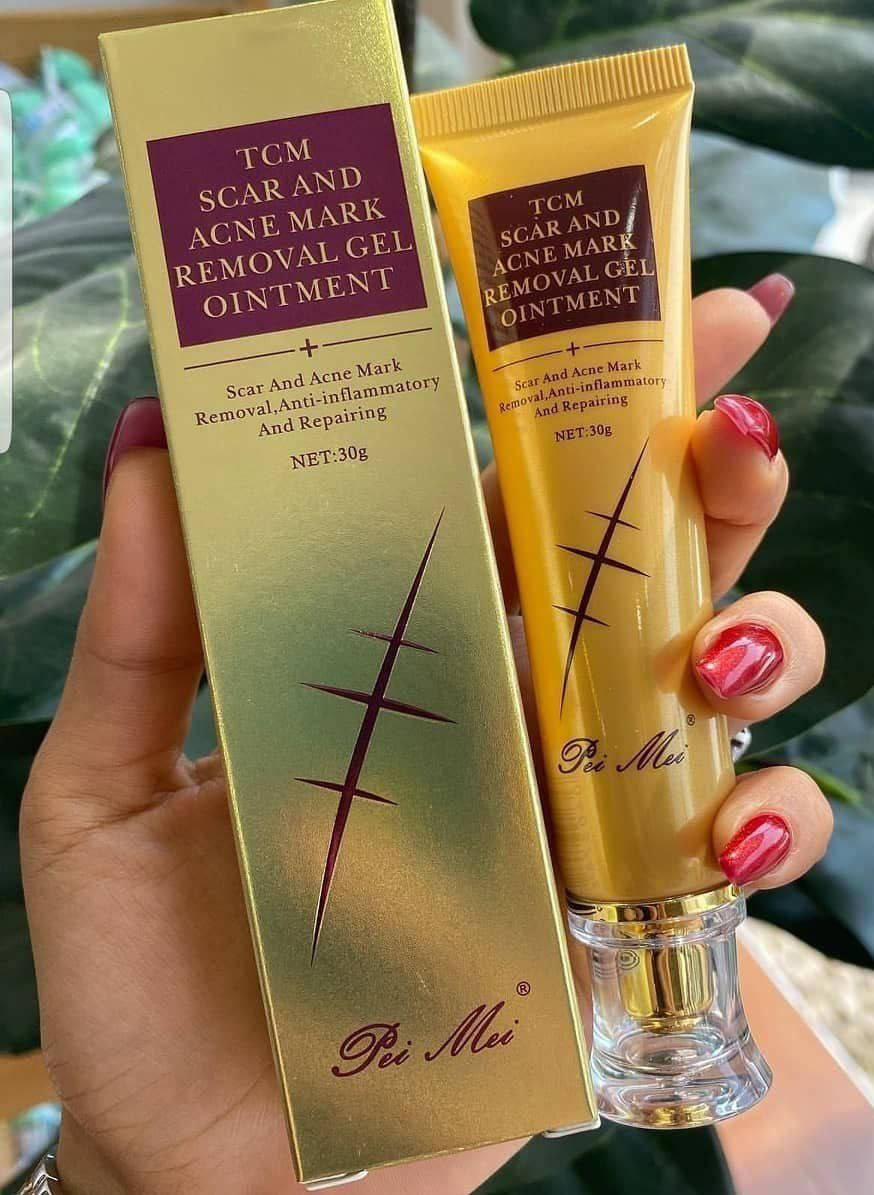 TCM
SCAR AND
ACNE MARK
REMOVAL GEL
OINTMENT
Scar And Acne Mark
Removal,Anti-inflammatory
And Repairing
NET:30g
Pei Mei ®
TCM
SCAR AND
ACNE MARK
REMOVAL GEL
OINTMENT
Scar And Acne Mark
Removal,Anti-inflammatory
And Repairing
NET:30g
Pei Mei ®